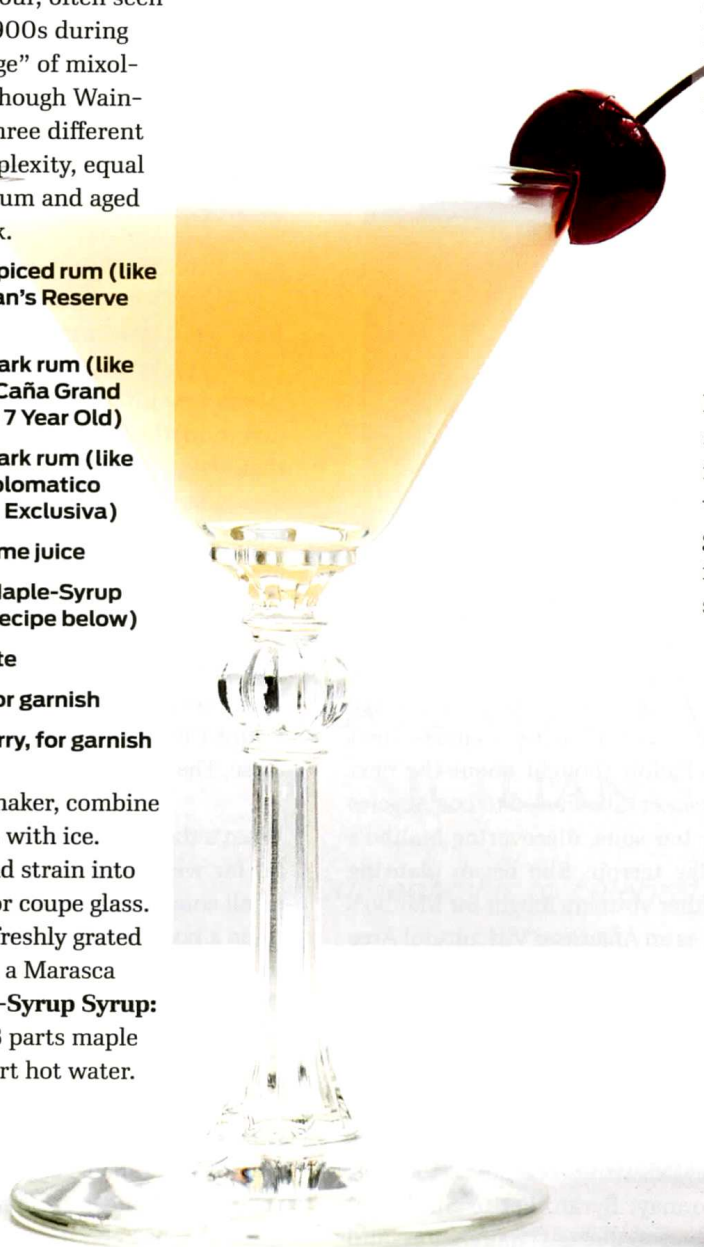 our, often seen
900s during
ge” of mixol-
hough Wain-
hree different
plexity, equal
um and aged
k.
piced rum (like
an’s Reserve
ark rum (like
Caña Grand
7 Year Old)
ark rum (like
plomatico
Exclusiva)
me juice
Maple-Syrup
ecipe below)
te
or garnish
rry, for garnish
haker, combine
with ice.
d strain into
or coupe glass.
freshly grated
a Marasca
-Syrup Syrup:
3 parts maple
rt hot water.